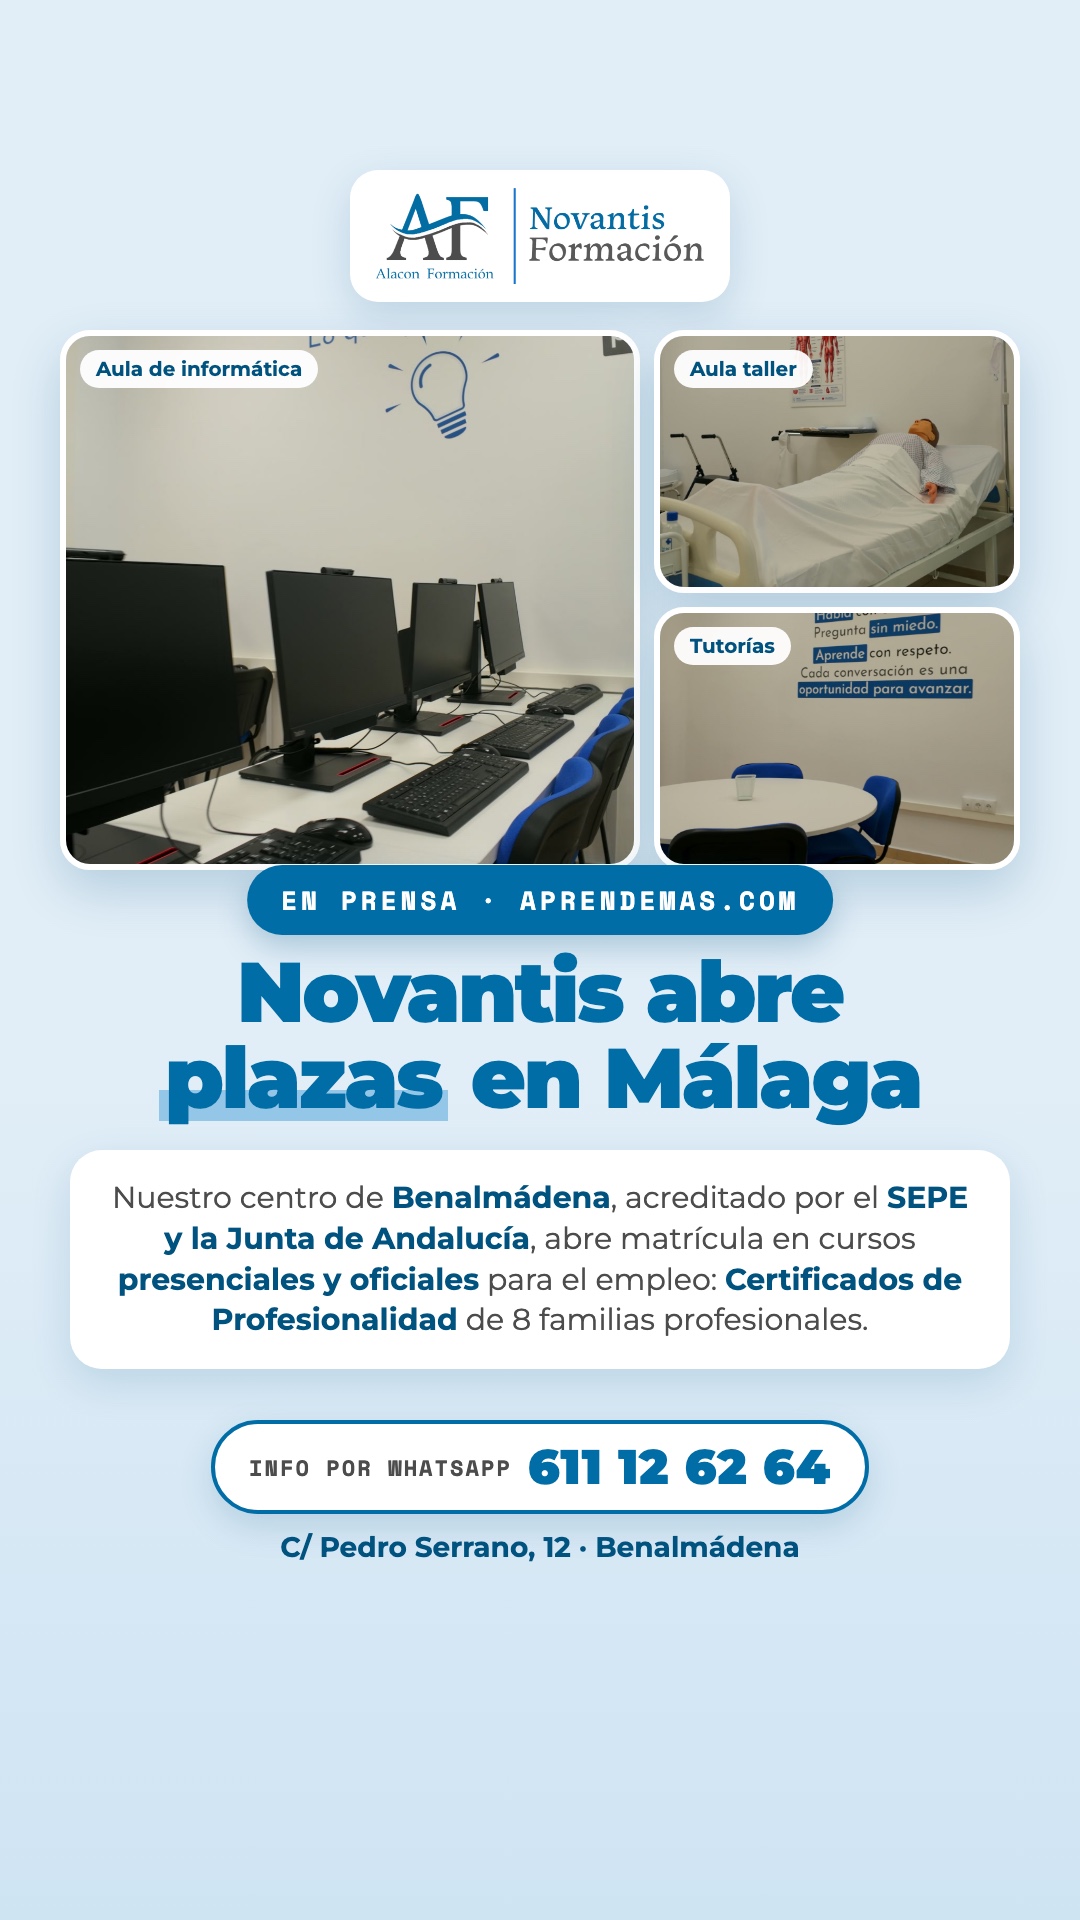 AF
Alacon Formación
Novantis
Formación
Aula de informática
Aula taller
Tutorías
Pregunta sin miedo.
Aprende con respeto.
Cada conversación es una
oportunidad para avanzar.
EN PRENSA · APRENDEMAS.COM
Novantis abre
plazas en Málaga
Nuestro centro de Benalmádena, acreditado por el SEPE
y la Junta de Andalucía, abre matrícula en cursos
presenciales y oficiales para el empleo: Certificados de
Profesionalidad de 8 familias profesionales.
INFO POR WHATSAPP 611 12 62 64
C/ Pedro Serrano, 12 · Benalmádena